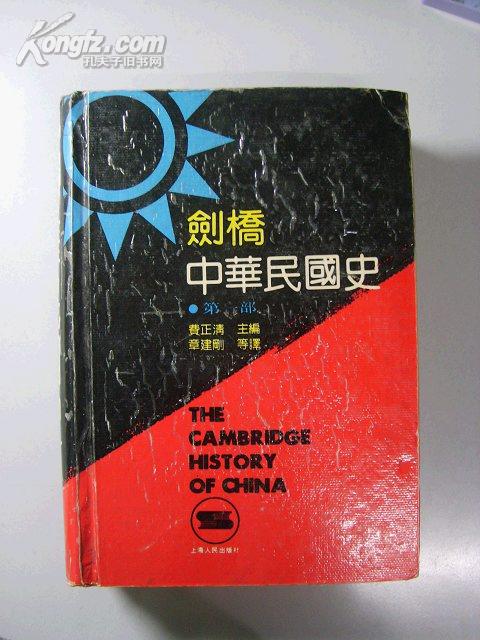 Kongfz.com
孔夫子旧书网
劍橋
中華民國史
第一部
費正清 主編
章建剛 等譯
THE
CAMBRIDGE
HISTORY
OF CHINA
上海人民出版社